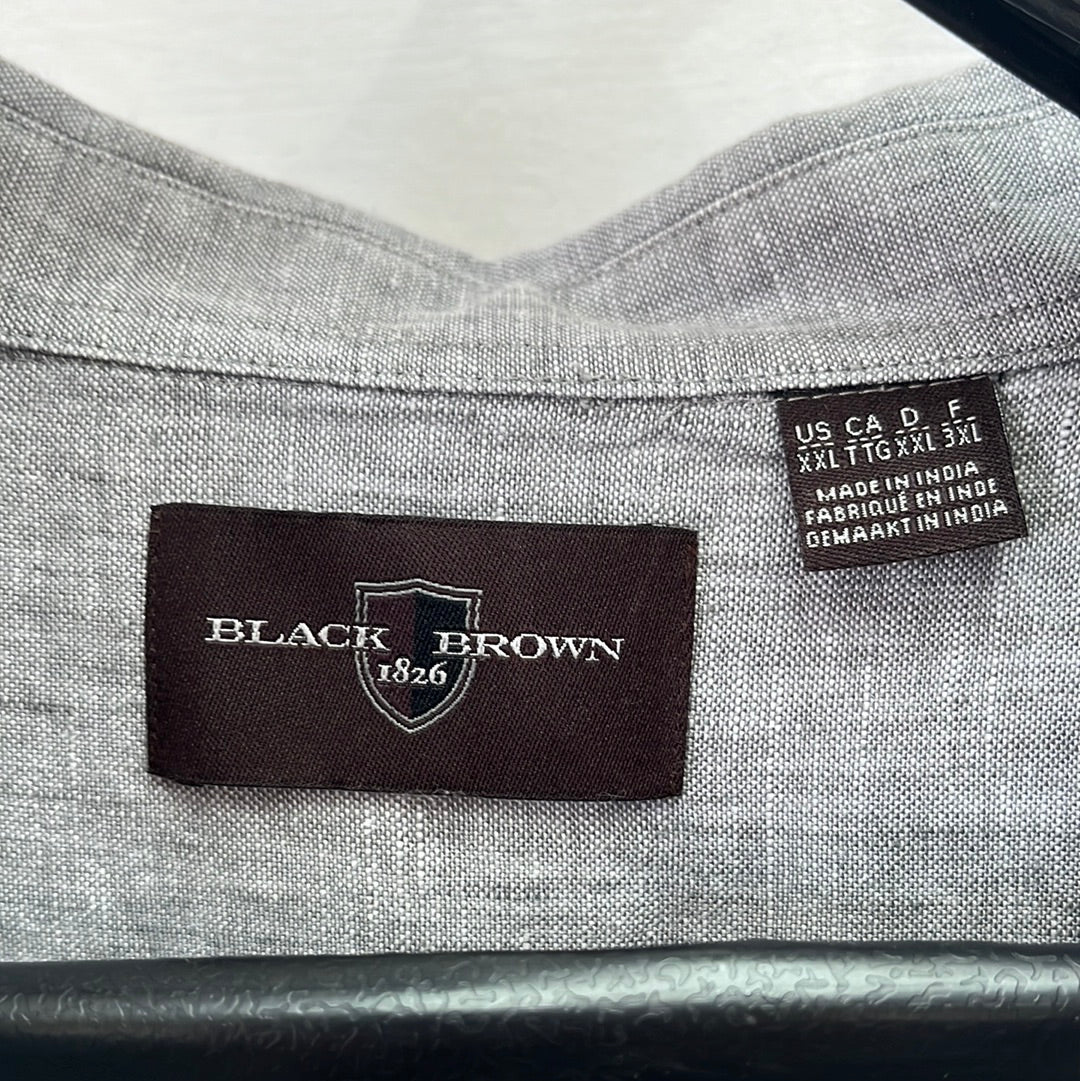 BLACK BROWN
1826
US CA D F
XXL TTG XXL 3XL
MADE IN INDIA
FABRIQUÉ EN INDE
GEMAAKT IN INDIA